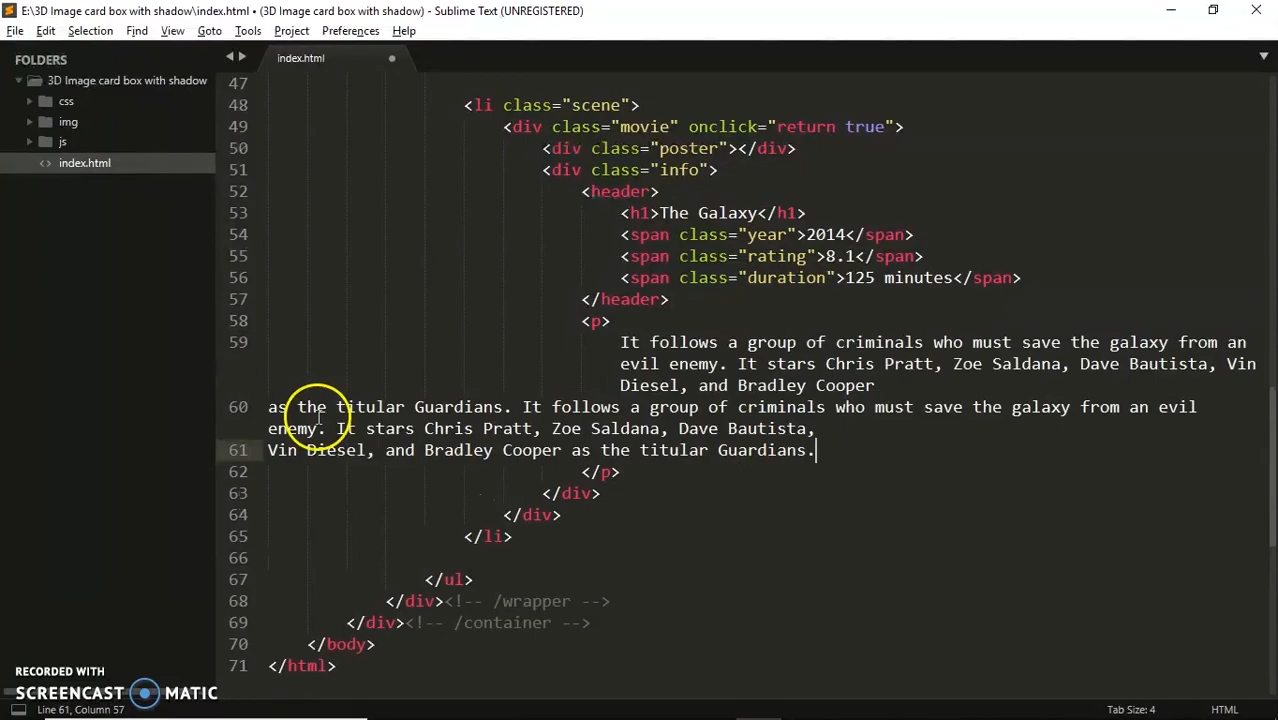 E:\3D Image card box with shadow\index.html • (3D Image card box with shadow) - Sublime Text (UNREGISTERED)
File Edit Selection Find View Goto Tools Project Preferences Help
FOLDERS
3D Image card box with shadow
css
img
js
<> index.html
index.html
47
48 <li class="scene">
49 <div class="movie" onclick="return true">
50 <div class="poster"></div>
51 <div class="info">
52 <header>
53 <h1>The Galaxy</h1>
54 <span class="year">2014</span>
55 <span class="rating">8.1</span>
56 <span class="duration">125 minutes</span>
57 </header>
58 <p>
59 It follows a group of criminals who must save the galaxy from an
evil enemy. It stars Chris Pratt, Zoe Saldana, Dave Bautista, Vin
Diesel, and Bradley Cooper
60 as the titular Guardians. It follows a group of criminals who must save the galaxy from an evil
enemy. It stars Chris Pratt, Zoe Saldana, Dave Bautista,
61 Vin Diesel, and Bradley Cooper as the titular Guardians.
62 </p>
63 </div>
64 </div>
65 </li>
66
67 </ul>
68 </div><!-- /wrapper -->
69 </div><!-- /container -->
70 </body>
71 </html>
RECORDED WITH
SCREENCAST MATIC
Line 61, Column 57
Tab Size: 4
HTML